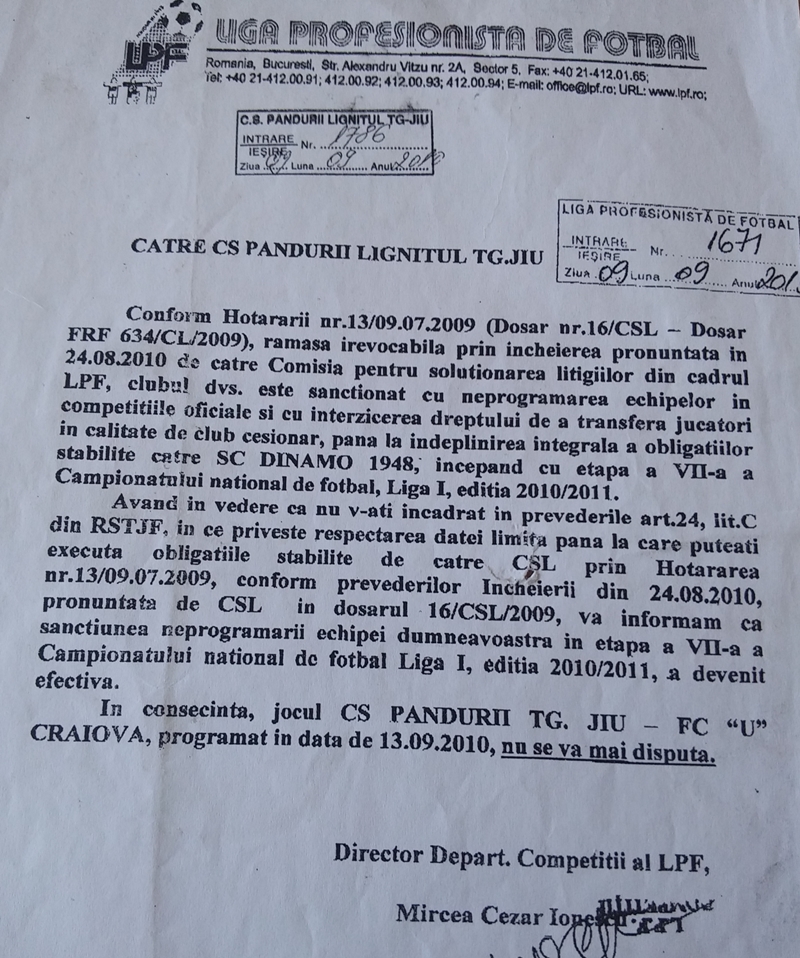 LPF
LIGA PROFESIONISTA DE FOTBAL
Romania, Bucuresti, Str. Alexandru Vitzu nr. 2A, Sector 5, Fax: +40 21-412.01.65;
Tel: +40 21-412.00.91; 412.00.92; 412.00.93; 412.00.94; E-mail: office@lpf.ro; URL: www.lpf.ro;
C.S. PANDURII LIGNITUL TG-JIU
INTRARE
IEŞIRE Nr. 1786
Ziua 09 Luna 09 Anul 2010
LIGA PROFESIONISTĂ DE FOTBAL
INTRARE
IEŞIRE Nr. 1671
Ziua 09 Luna 09 Anul 201
CATRE CS PANDURII LIGNITUL TG.JIU
Conform Hotararii nr.13/09.07.2009 (Dosar nr.16/CSL – Dosar
FRF 634/CL/2009), ramasa irevocabila prin incheierea pronuntata in
24.08.2010 de catre Comisia pentru solutionarea litigiilor din cadrul
LPF, clubul dvs. este sanctionat cu neprogramarea echipelor in
competitiile oficiale si cu interzicerea dreptului de a transfera jucatori
in calitate de club cesionar, pana la indeplinirea integrala a obligatiilor
stabilite catre SC DINAMO 1948, incepand cu etapa a VII-a a
Campionatului national de fotbal, Liga I, editia 2010/2011.
Avand in vedere ca nu v-ati incadrat in prevederile art.24, lit.C
din RSTJF, in ce priveste respectarea datei limita pana la care puteati
executa obligatiile stabilite de catre CSL prin Hotararea
nr.13/09.07.2009, conform prevederilor Incheierii din 24.08.2010,
pronuntata de CSL in dosarul 16/CSL/2009, va informam ca
sanctiunea neprogramarii echipei dumneavoastra in etapa a VII-a a
Campionatului national de fotbal Liga I, editia 2010/2011, a devenit
efectiva.
In consecinta, jocul CS PANDURII TG. JIU – FC “U”
CRAIOVA, programat in data de 13.09.2010, nu se va mai disputa.
Director Depart. Competitii al LPF,
Mircea Cezar Ionescu